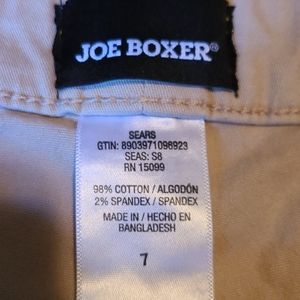 JOE BOXER®
SEARS
GTIN: 8903971098923
SEAS: S8
RN 15099
98% COTTON / ALGODÓN
2% SPANDEX / SPANDEX
MADE IN / HECHO EN
BANGLADESH
7